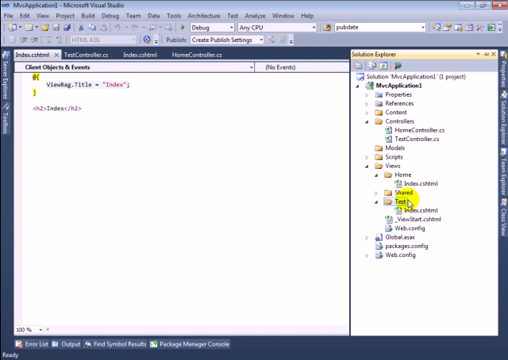 MvcApplication1 - Microsoft Visual Studio
File Edit View Project Build Debug Team Data Tools Architecture Test Analyze Window Help
Debug Any CPU pubdate
HTML 4.01 Create Publish Settings
Index.cshtml TestController.cs Index.cshtml HomeController.cs
Client Objects & Events (No Events)
@{
ViewBag.Title = "Index";
}
<h2>Index</h2>
100 %
Server Explorer
Toolbox
Solution Explorer
Solution 'MvcApplication1' (1 project)
MvcApplication1
Properties
References
Content
Controllers
HomeController.cs
TestController.cs
Models
Scripts
Views
Home
Index.cshtml
Shared
Test
Index.cshtml
_ViewStart.cshtml
Web.config
Global.asax
packages.config
Web.config
Properties
Solution Explorer
Team Explorer
Class View
Error List Output Find Symbol Results Package Manager Console
Ready